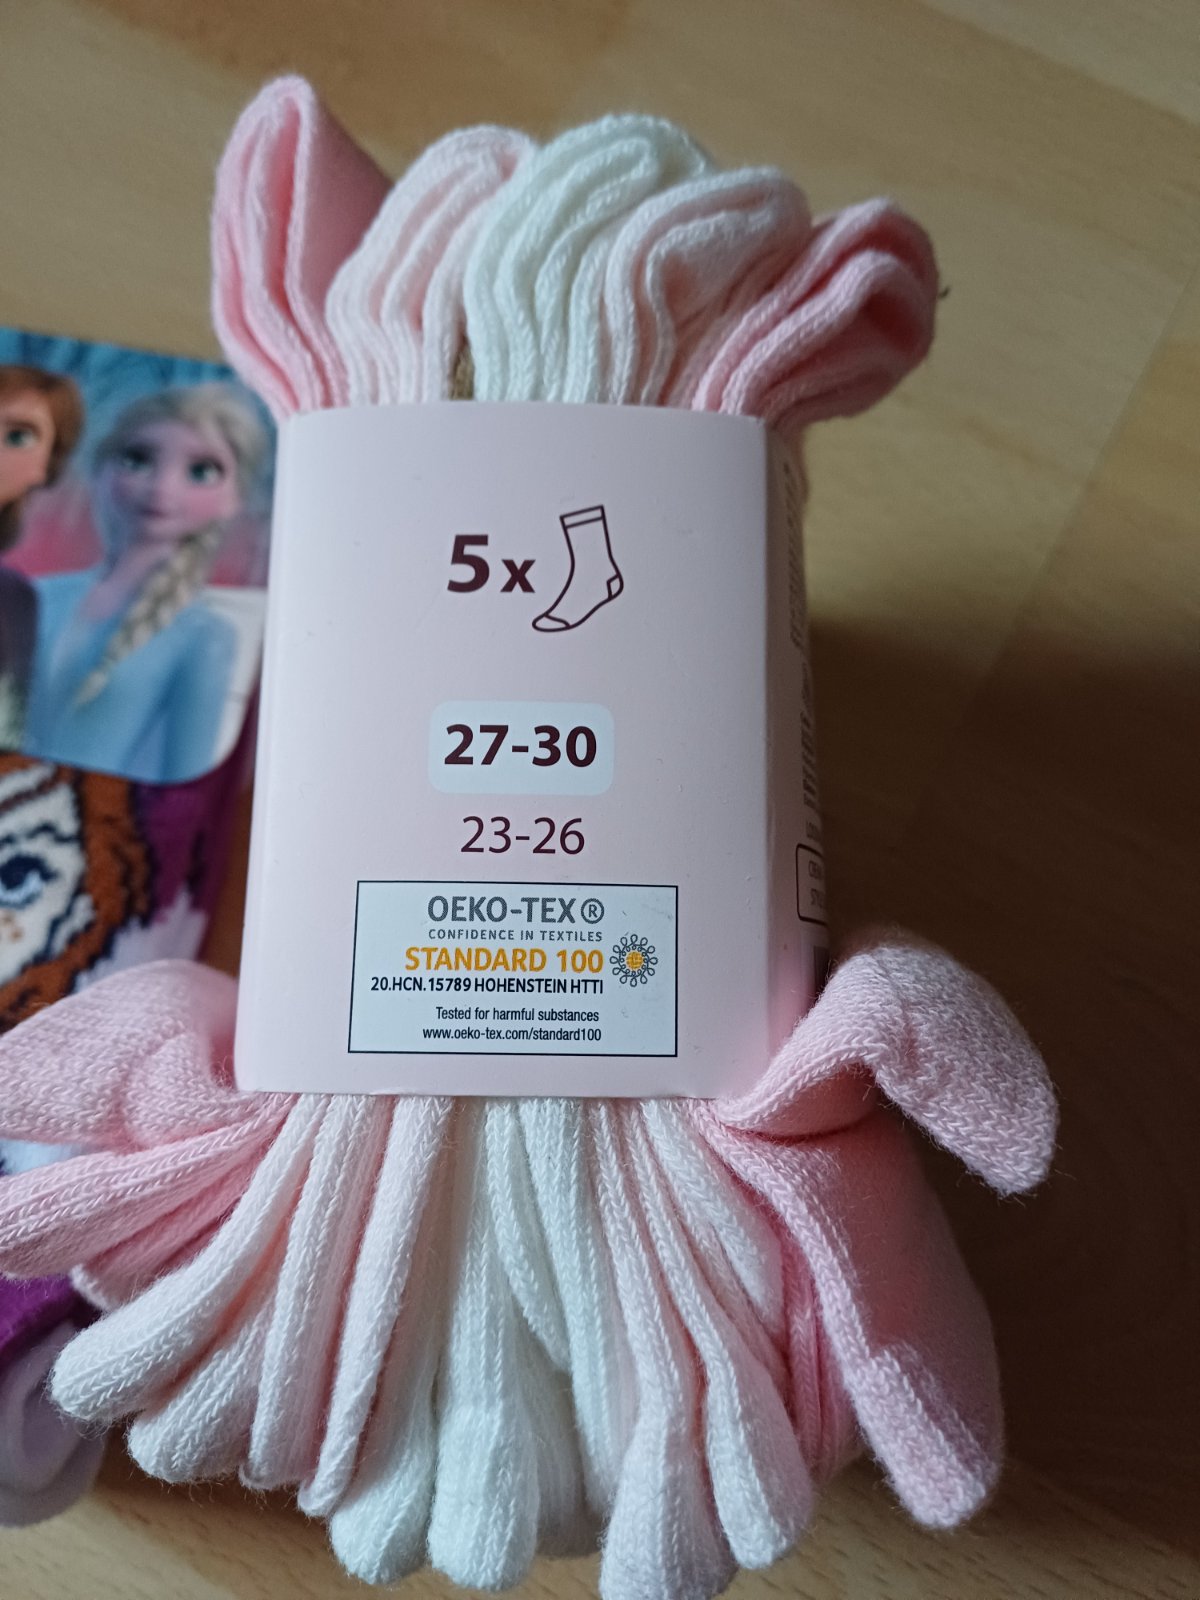 5x
27-30
23-26
OEKO-TEX®
CONFIDENCE IN TEXTILES
STANDARD 100
20.HCN.15789 HOHENSTEIN HTTI
Tested for harmful substances
www.oeko-tex.com/standard100